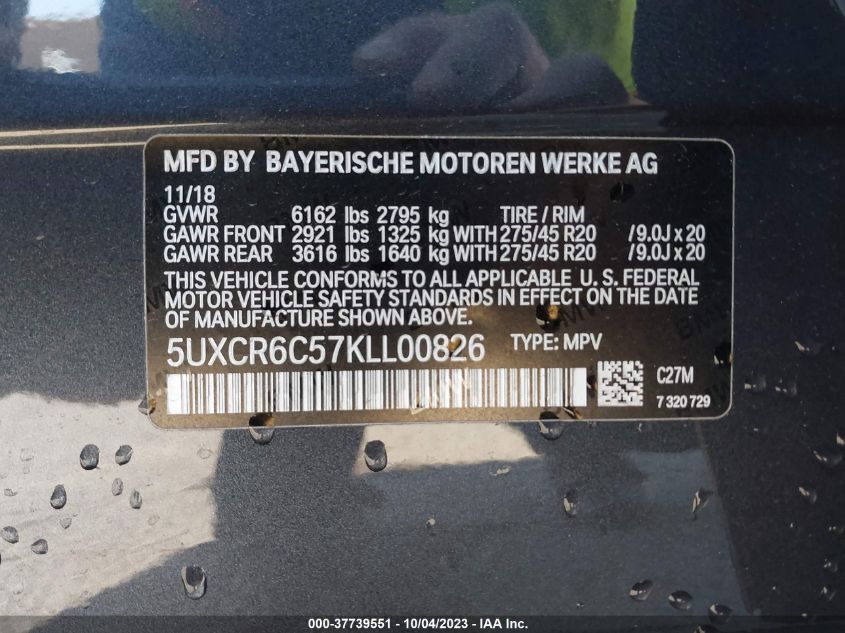 MFD BY BAYERISCHE MOTOREN WERKE AG
11/18
GVWR 6162 lbs 2795 kg TIRE / RIM
GAWR FRONT 2921 lbs 1325 kg WITH 275/45 R20 /9.0J x 20
GAWR REAR 3616 lbs 1640 kg WITH 275/45 R20 /9.0J x 20
THIS VEHICLE CONFORMS TO ALL APPLICABLE U. S. FEDERAL
MOTOR VEHICLE SAFETY STANDARDS IN EFFECT ON THE DATE
OF MANUFACTURE SHOWN ABOVE.
5UXCR6C57KLL00826 TYPE: MPV
C27M
7 320 729
000-37739551 - 10/04/2023 - IAA Inc.